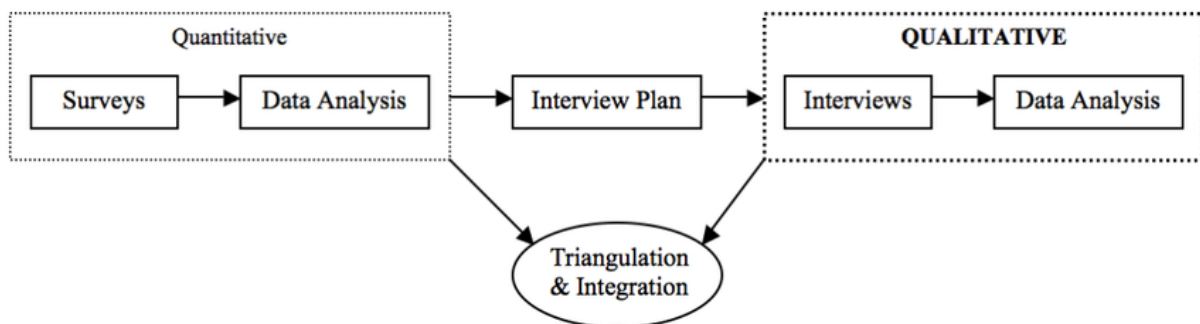 Quantitative
QUALITATIVE
Surveys
Data Analysis
Interview Plan
Interviews
Data Analysis
Triangulation
& Integration